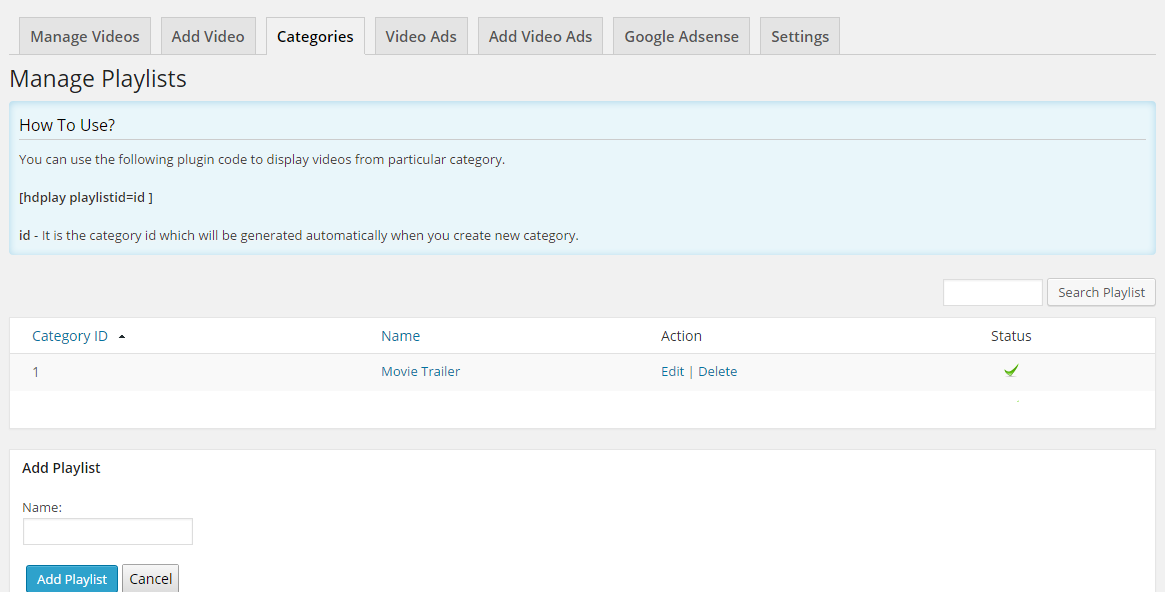 Manage Videos Add Video Categories Video Ads Add Video Ads Google Adsense Settings
Manage Playlists
How To Use?
You can use the following plugin code to display videos from particular category.
[hdplay playlistid=id ]
id - It is the category id which will be generated automatically when you create new category.
Search Playlist
Category ID Name Action Status
1 Movie Trailer Edit | Delete
Add Playlist
Name:
Add Playlist Cancel